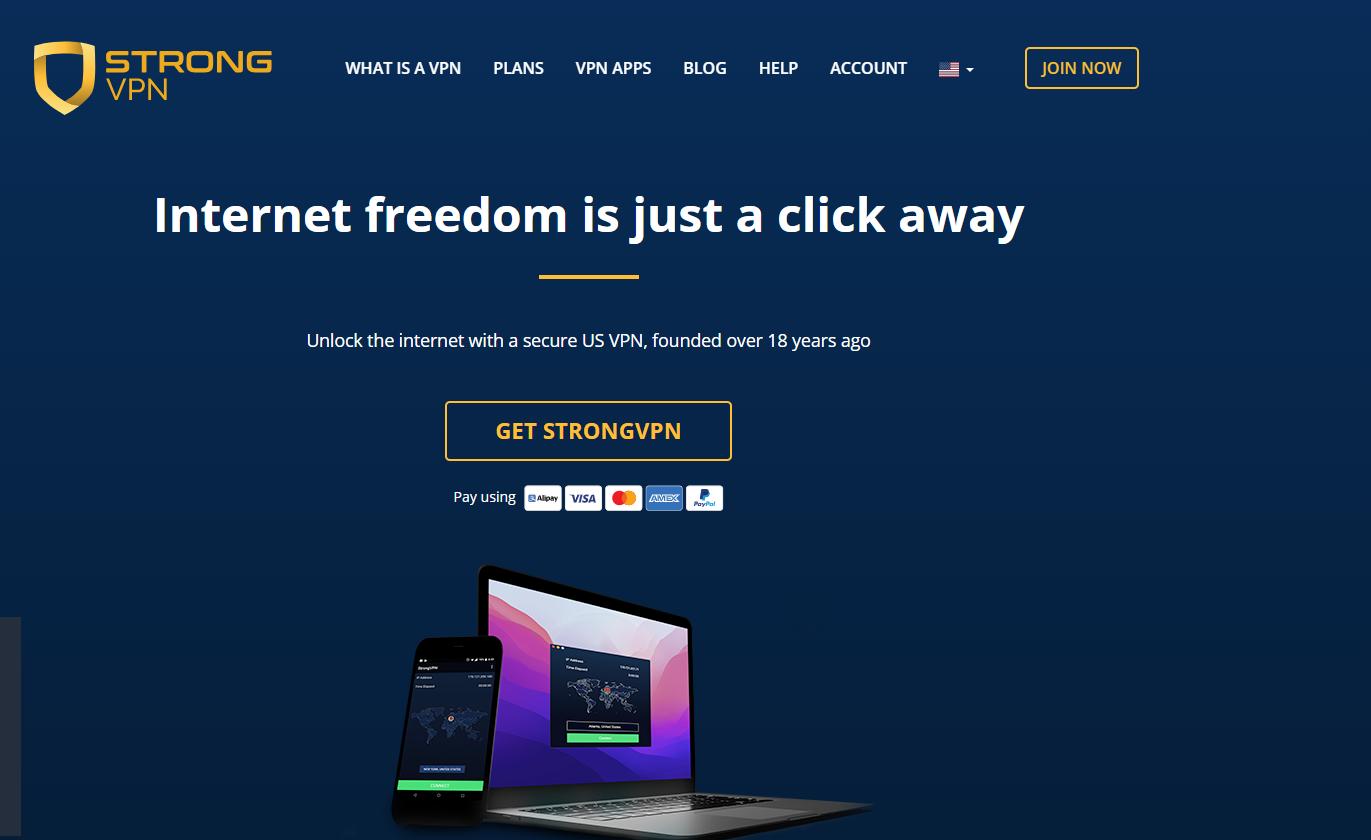 STRONG
VPN
WHAT IS A VPN PLANS VPN APPS BLOG HELP ACCOUNT JOIN NOW
Internet freedom is just a click away
Unlock the internet with a secure US VPN, founded over 18 years ago
GET STRONGVPN
Pay using Alipay VISA AMEX PayPal
IP Address
Time Elapsed
Atlanta, United States
Connect
StrongVPN
IP Address
Time Elapsed 00:00:00
NEW YORK, UNITED STATES
CONNECT